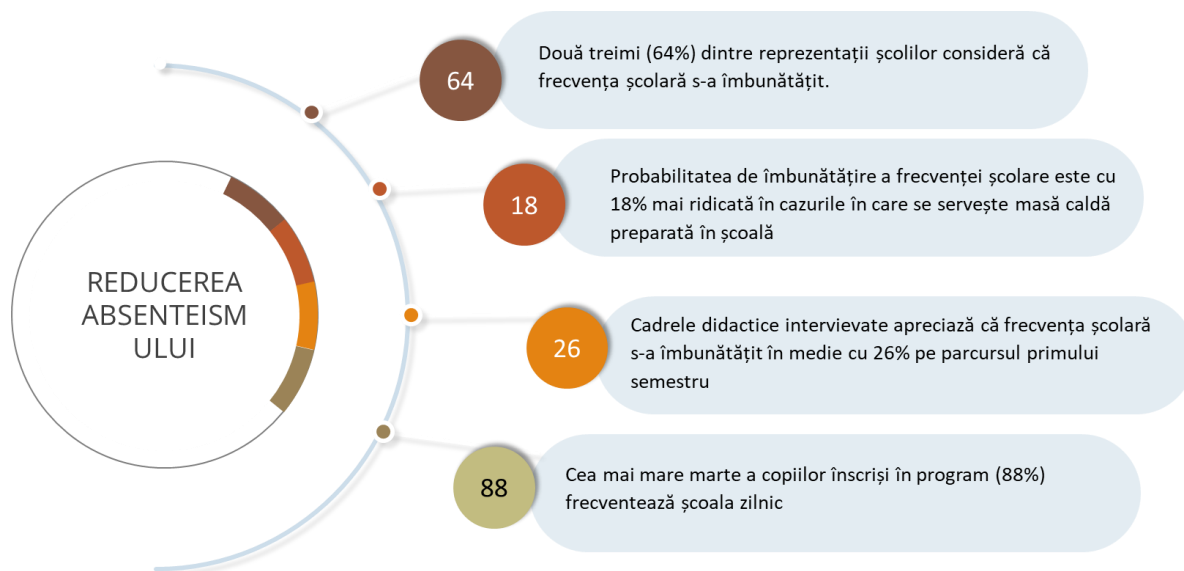 REDUCEREA
ABSENTEISM
ULUI
64
Două treimi (64%) dintre reprezentații școlilor consideră că
frecvența școlară s-a îmbunătățit.
18
Probabilitatea de îmbunătățire a frecvenței școlare este cu
18% mai ridicată în cazurile în care se servește masă caldă
preparată în școală
26
Cadrele didactice intervievate apreciază că frecvența școlară
s-a îmbunătățit în medie cu 26% pe parcursul primului
semestru
88
Cea mai mare marte a copiilor înscriși în program (88%)
frecventează școala zilnic